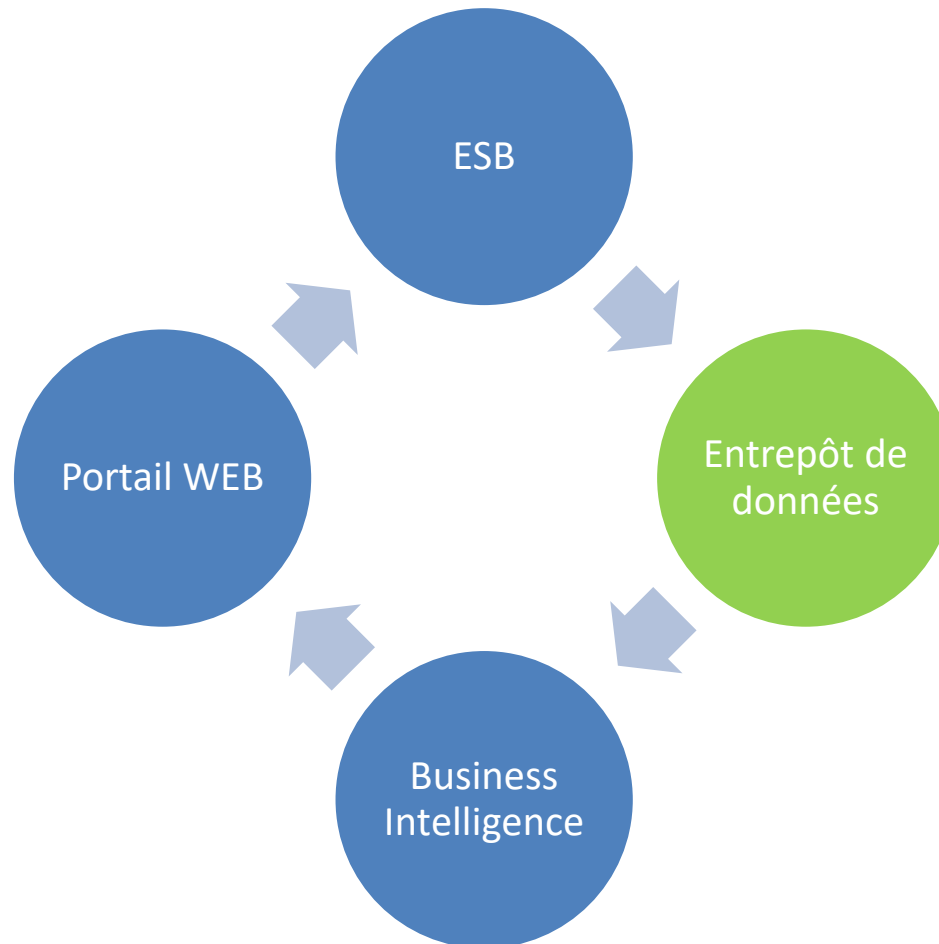 ESB
Portail WEB
Entrepôt de
données
Business
Intelligence